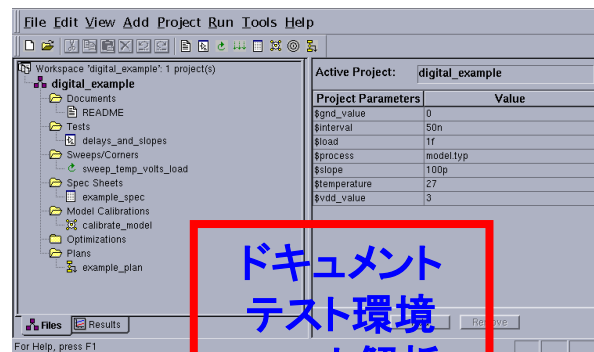 File Edit View Add Project Run Tools Help
Workspace 'digital_example': 1 project(s)
digital_example
Documents
README
Tests
delays_and_slopes
Sweeps/Corners
sweep_temp_volts_load
Spec Sheets
example_spec
Model Calibrations
calibrate_model
Optimizations
Plans
example_plan
Files Results
For Help, press F1
Active Project: digital_example
Project Parameters Value
$gnd_value 0
$interval 50n
$load 1f
$process model.typ
$slope 100p
$temperature 27
$vdd_value 3
Remove
ドキュメント
テスト環境